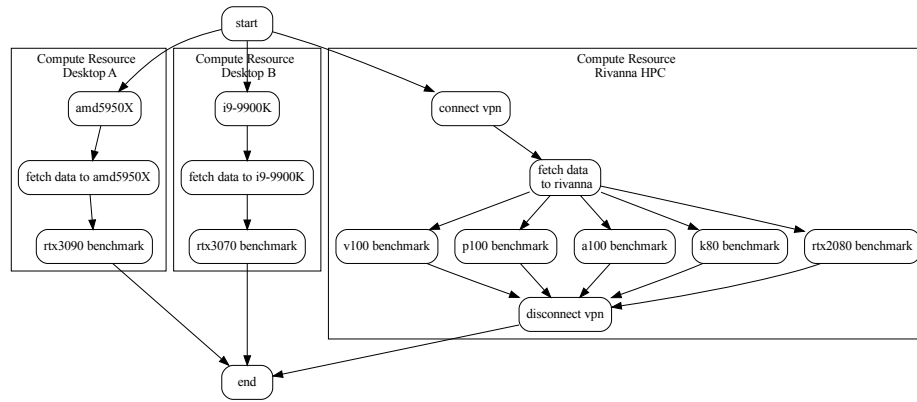 start
Compute Resource
Desktop A
Compute Resource
Desktop B
Compute Resource
Rivanna HPC
amd5950X
i9-9900K
connect vpn
fetch data to amd5950X
fetch data to i9-9900K
fetch data
to rivanna
rtx3090 benchmark
rtx3070 benchmark
v100 benchmark
p100 benchmark
a100 benchmark
k80 benchmark
rtx2080 benchmark
disconnect vpn
end